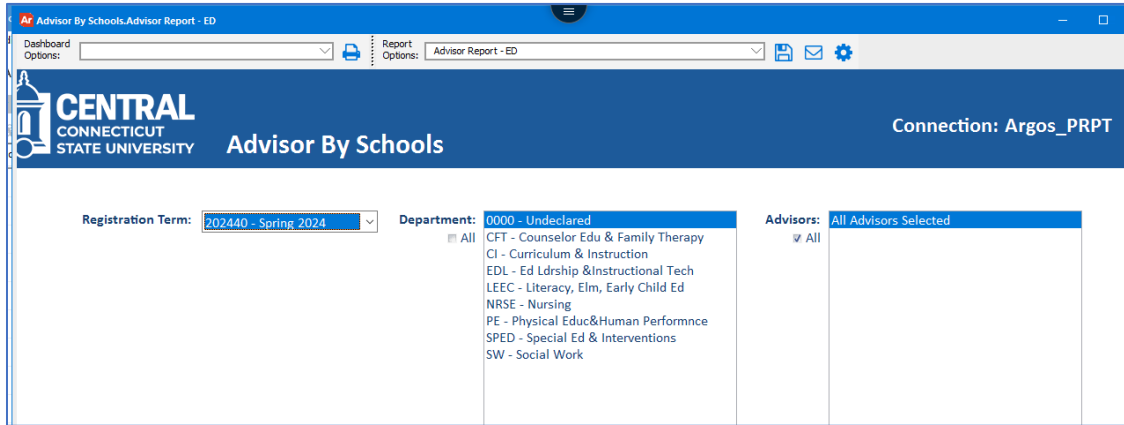 Ar Advisor By Schools.Advisor Report - ED
Dashboard Options:
Report Options: Advisor Report - ED
CENTRAL
CONNECTICUT
STATE UNIVERSITY
Advisor By Schools
Connection: Argos_PRPT
Registration Term: 202440 - Spring 2024
Department: All
0000 - Undeclared
CFT - Counselor Edu & Family Therapy
CI - Curriculum & Instruction
EDL - Ed Ldrship &Instructional Tech
LEEC - Literacy, Elm, Early Child Ed
NRSE - Nursing
PE - Physical Educ&Human Performnce
SPED - Special Ed & Interventions
SW - Social Work
Advisors: All
All Advisors Selected